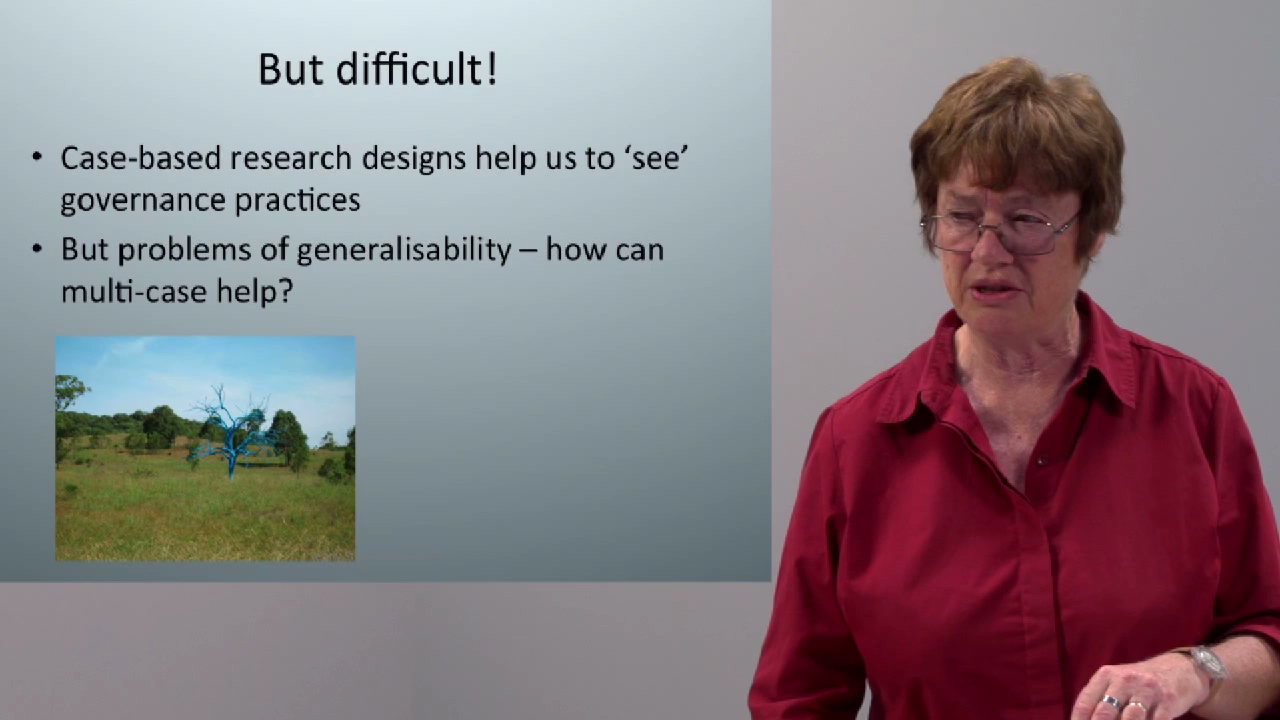 But difficult!
• Case-based research designs help us to ‘see’
governance practices
• But problems of generalisability – how can
multi-case help?